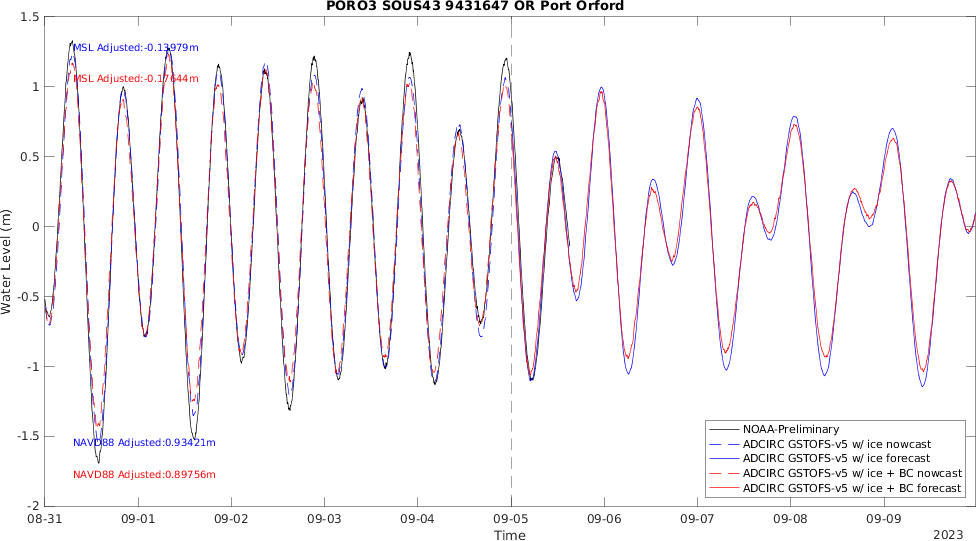 PORO3 SOUS43 9431647 OR Port Orford
1.5
1
0.5
0
-0.5
-1
-1.5
-2
Water Level (m)
MSL Adjusted:-0.13979m
MSL Adjusted:-0.17644m
NAVD88 Adjusted:0.93421m
NAVD88 Adjusted:0.89756m
NOAA-Preliminary
ADCIRC GSTOFS-v5 w/ ice nowcast
ADCIRC GSTOFS-v5 w/ ice forecast
ADCIRC GSTOFS-v5 w/ ice + BC nowcast
ADCIRC GSTOFS-v5 w/ ice + BC forecast
08-31 09-01 09-02 09-03 09-04 09-05 09-06 09-07 09-08 09-09
Time
2023